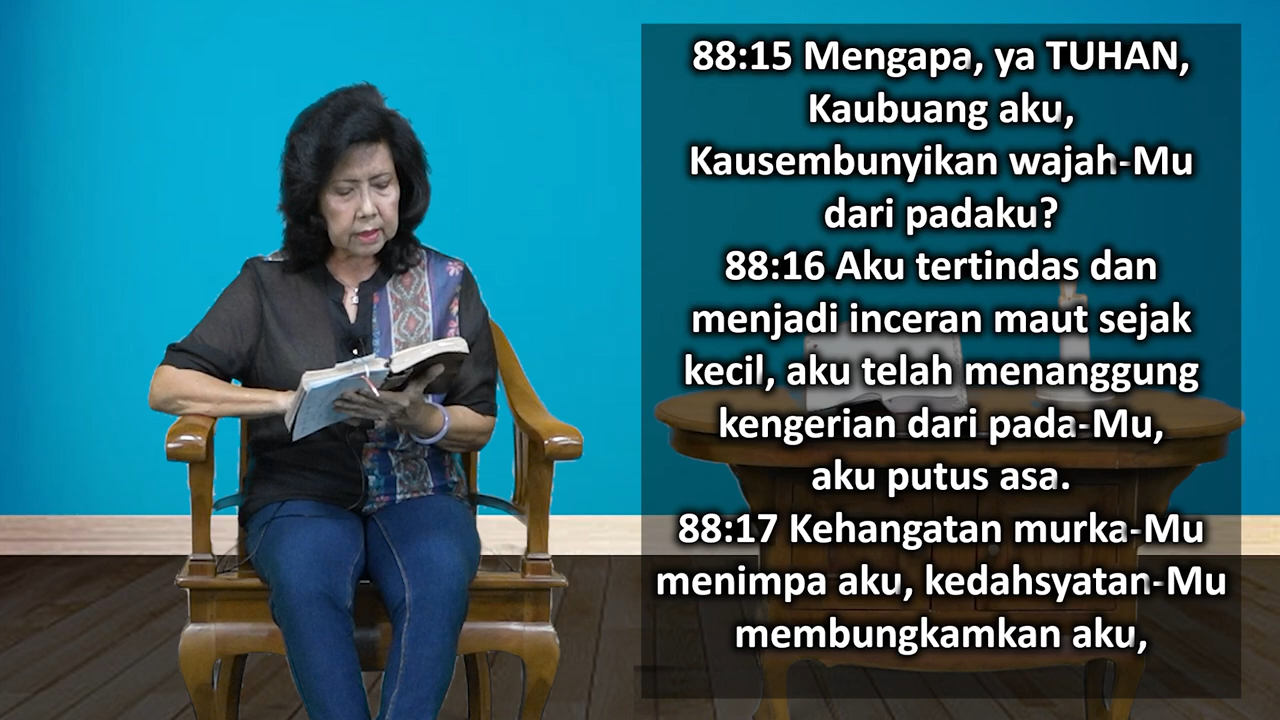 88:15 Mengapa, ya TUHAN,
Kaubuang aku,
Kausembunyikan wajah-Mu
dari padaku?
88:16 Aku tertindas dan
menjadi inceran maut sejak
kecil, aku telah menanggung
kengerian dari pada-Mu,
aku putus asa.
88:17 Kehangatan murka-Mu
menimpa aku, kedahsyatan-Mu
membungkamkan aku,